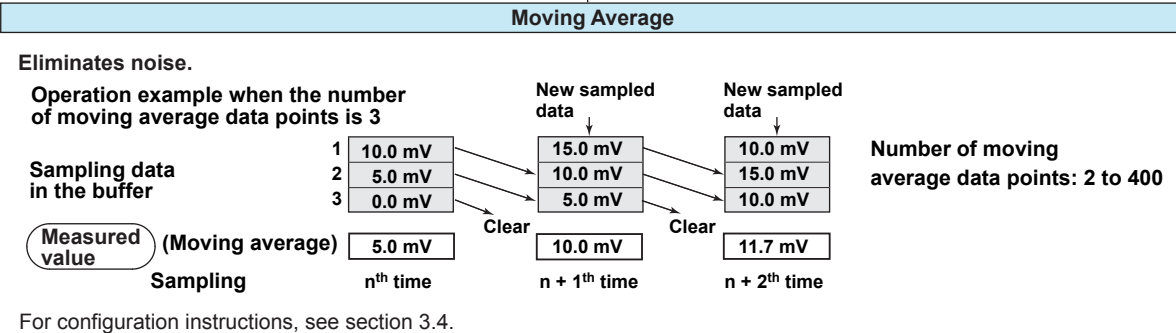 Moving Average
Eliminates noise.
Operation example when the number
of moving average data points is 3
New sampled
data
New sampled
data
Sampling data
in the buffer
1 10.0 mV 15.0 mV 10.0 mV
2 5.0 mV 10.0 mV 15.0 mV
3 0.0 mV 5.0 mV 10.0 mV
Number of moving
average data points: 2 to 400
Clear Clear
Measured
value
(Moving average) 5.0 mV 10.0 mV 11.7 mV
Sampling nth time n + 1th time n + 2th time
For configuration instructions, see section 3.4.